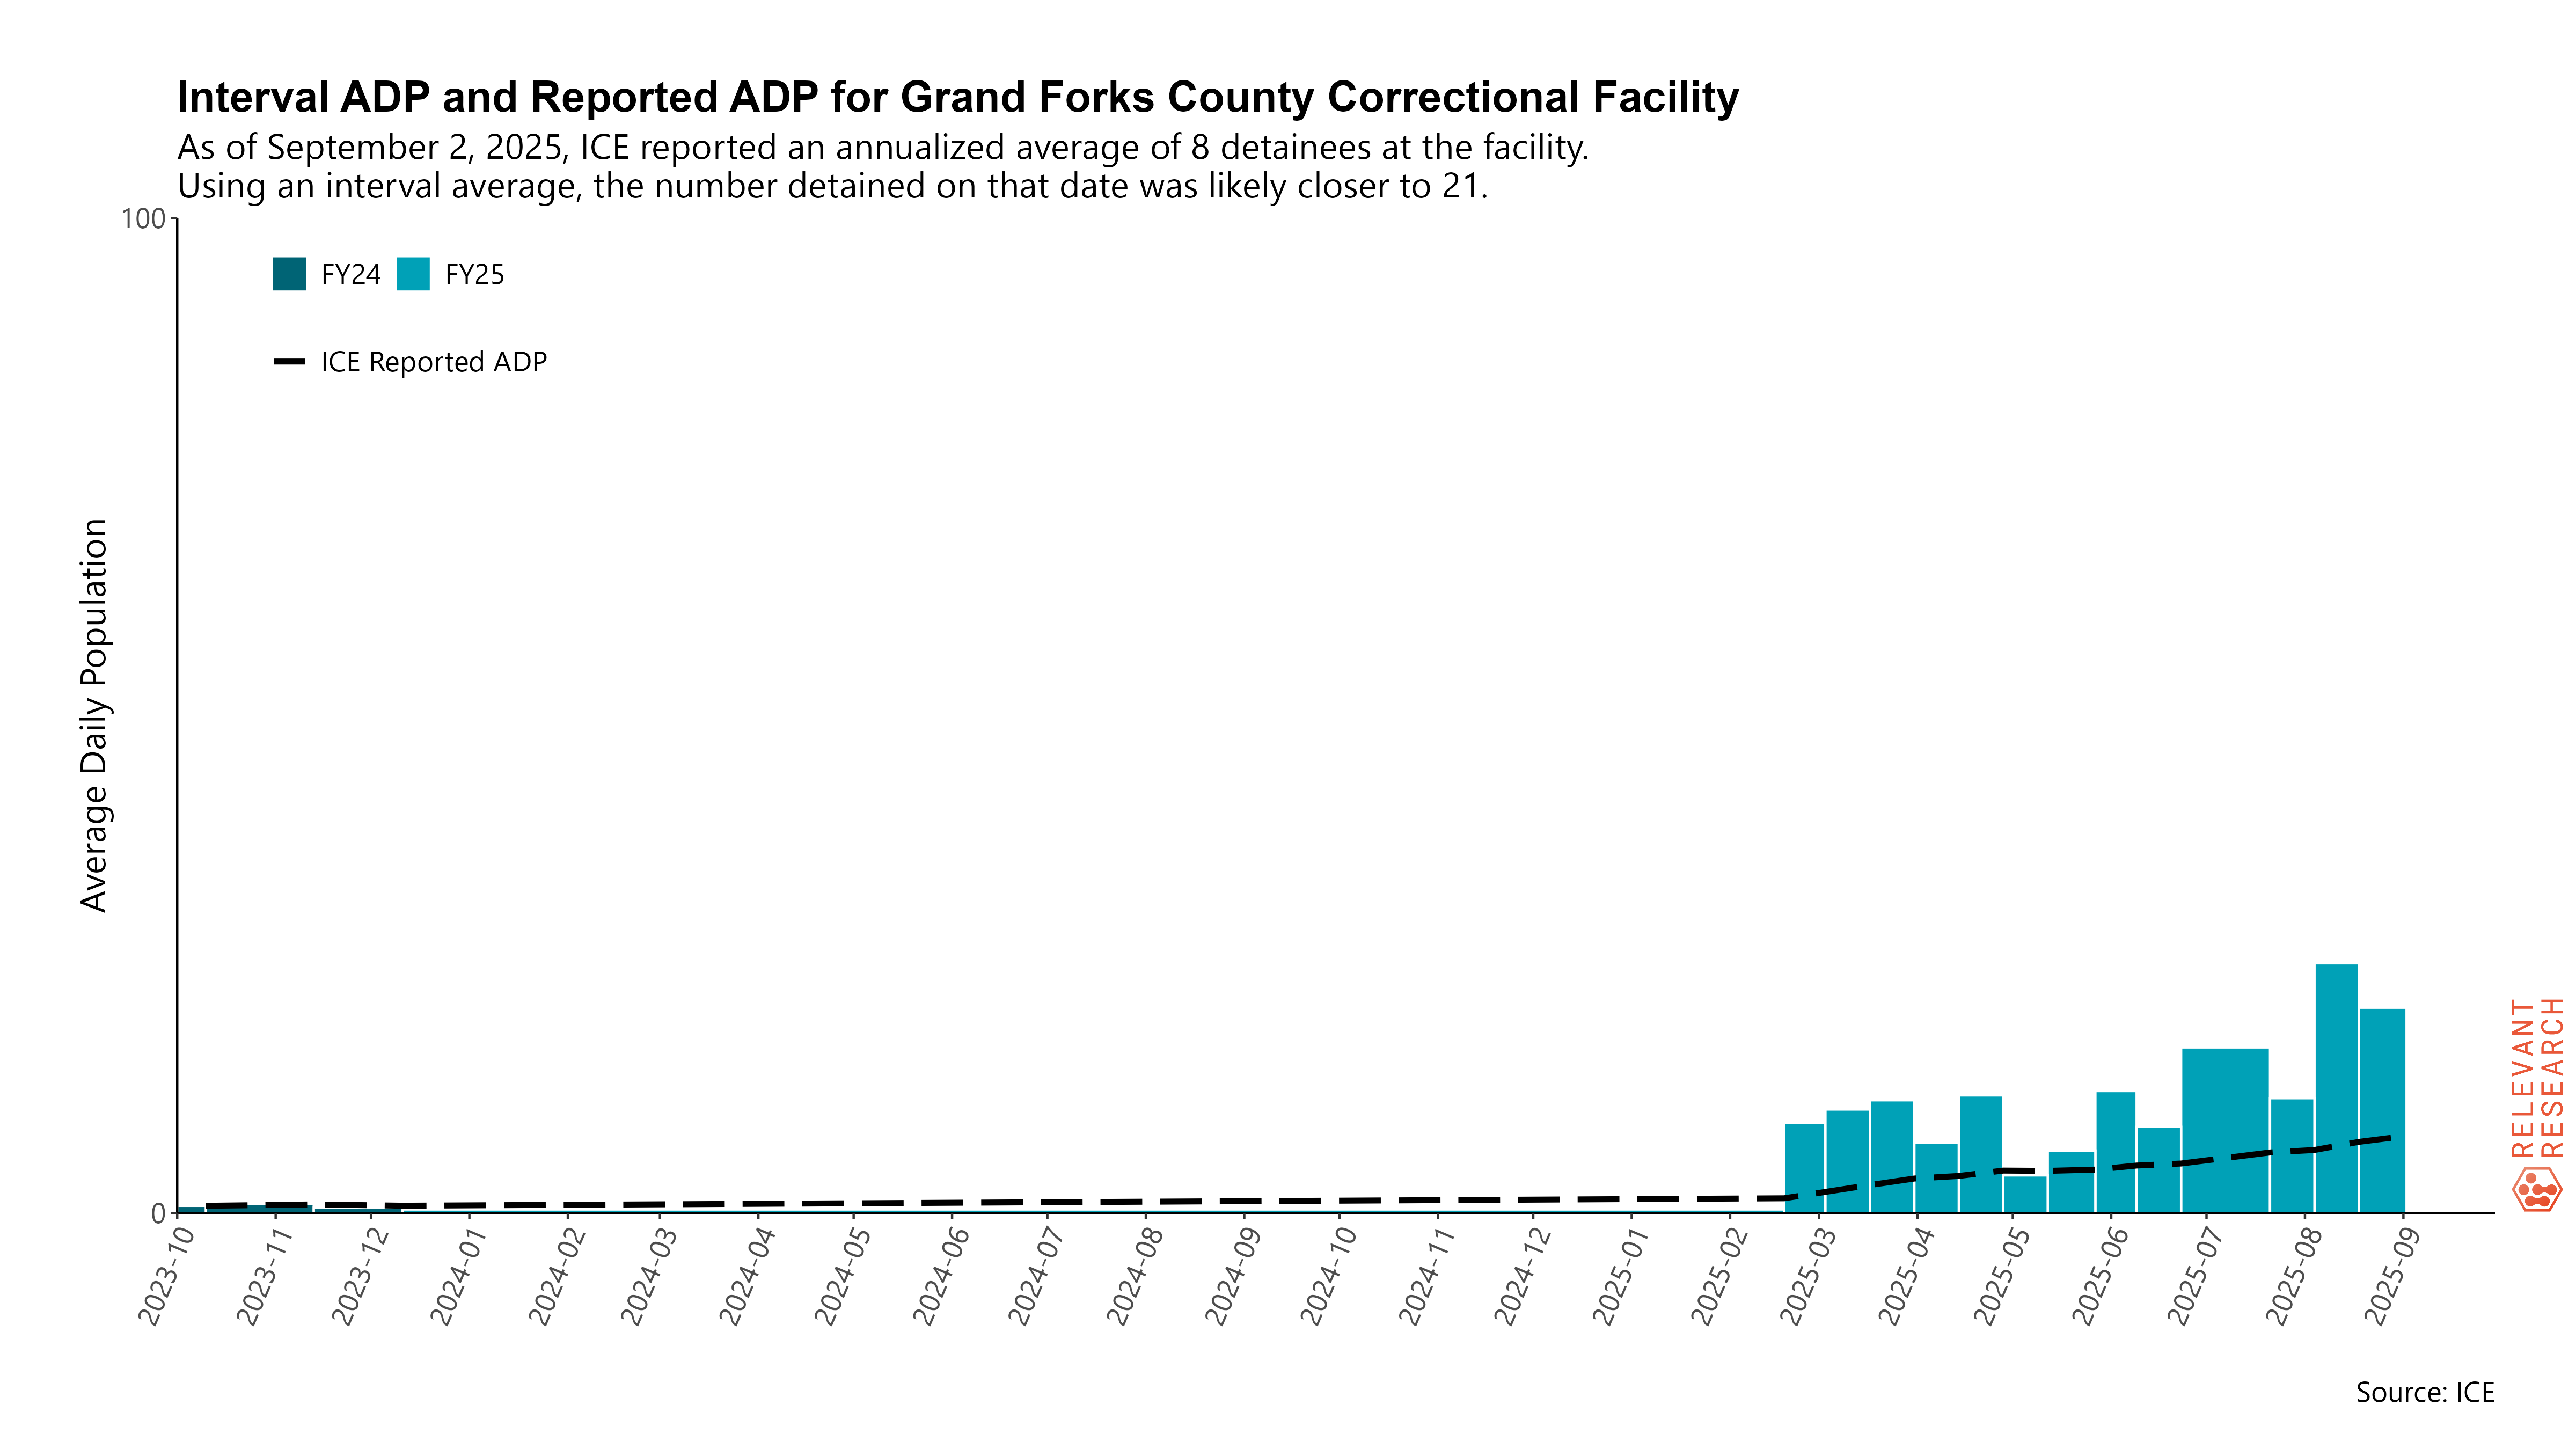 Interval ADP and Reported ADP for Grand Forks County Correctional Facility
As of September 2, 2025, ICE reported an annualized average of 8 detainees at the facility.
Using an interval average, the number detained on that date was likely closer to 21.
100
FY24 FY25
ICE Reported ADP
Average Daily Population
0
2023-10
2023-11
2023-12
2024-01
2024-02
2024-03
2024-04
2024-05
2024-06
2024-07
2024-08
2024-09
2024-10
2024-11
2024-12
2025-01
2025-02
2025-03
2025-04
2025-05
2025-06
2025-07
2025-08
2025-09
RELEVANT
RESEARCH
Source: ICE